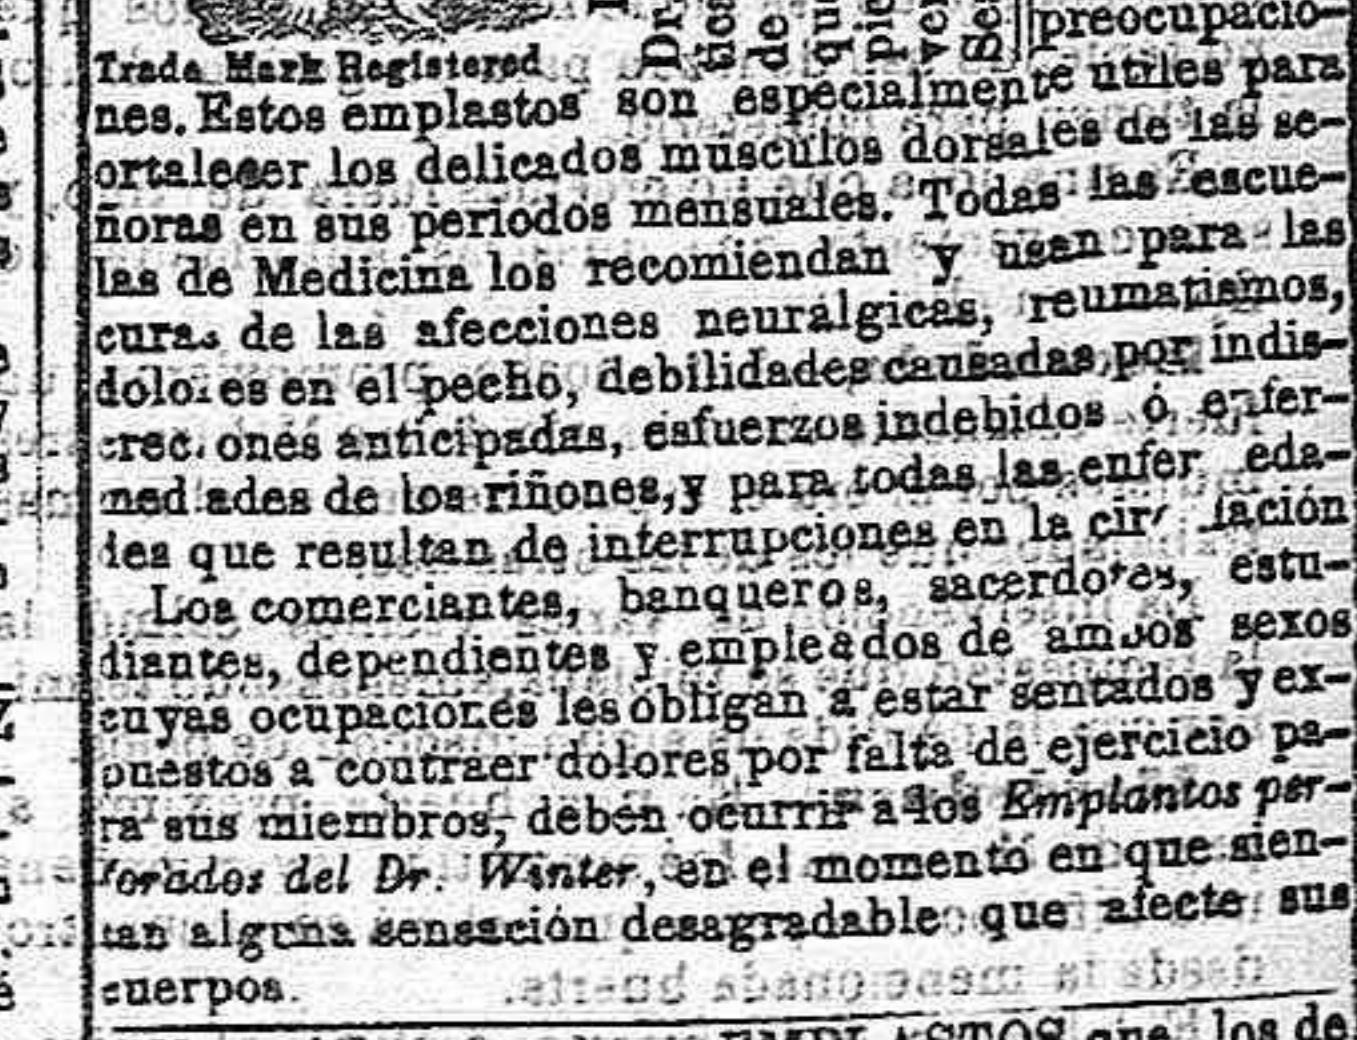 preocupacio-
Trade Mark Registered
nes. Estos emplastos son especialmente útiles para
ortalecer los delicados músculos dorsales de las se-
ñoras en sus periodos mensuales. Todas las escue-
las de Medicina los recomiendan y usan para las
curas de las afecciones neurálgicas, reumatismos,
dolores en el pecho, debilidades causadas por indis-
creciones anticipadas, esfuerzos indebidos ó enfer-
medades de los riñones, y para todas las enfer eda-
des que resultan de interrupciones en la cir lación
Los comerciantes, banqueros, sacerdotes, estu-
diantes, dependientes y empleados de ambos sexos
cuyas ocupaciones les obligan á estar sentados y ex-
puestos a contraer dolores por falta de ejercicio pa-
ra sus miembros, deben ocurrir a los Emplantos per-
forados del Dr. Winter, en el momento en que sien-
tan alguna sensación desagradable que afecte sus
cuerpos.
EMPLASTOS que los de